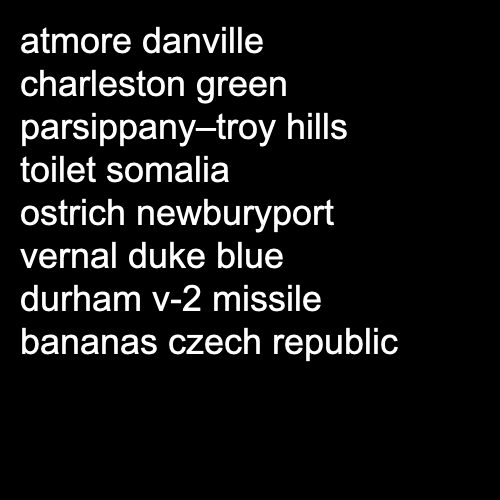 atmore danville
charleston green
parsippany–troy hills
toilet somalia
ostrich newburyport
vernal duke blue
durham v-2 missile
bananas czech republic